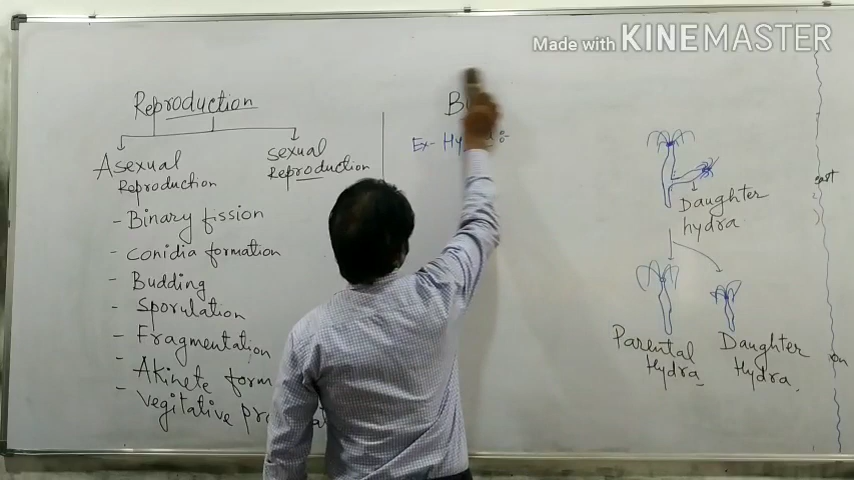 Made with KINEMASTER
Reproduction
Asexual
Reproduction
sexual
Reproduction
- Binary fission
- Conidia formation
- Budding
- Sporulation
- Fragmentation
- Akinete form
- Vegitative
Ex-
Daughter
hydra
Parental
Hydra
Daughter
Hydra.